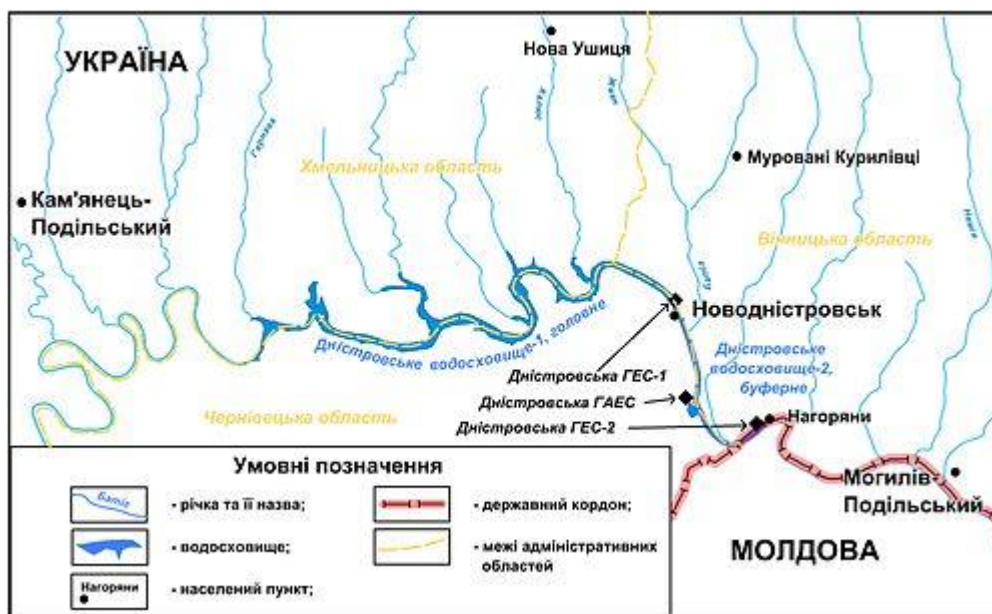 УКРАЇНА
Нова Ушиця
Муровані Курилівці
Хмельницька область
Кам'янець-
Подільський
Вінницька область
Новодністровськ
Дністровське водосховище-1, головне
Дністровське
водосховище-2,
буферне
Дністровська ГЕС-1
Дністровська ГАЕС
Дністровська ГЕС-2
Чернівецька область
Нагоряни
Могилів-
Подільський
МОЛДОВА
Умовні позначення
Батіг
- річка та її назва;
- державний кордон;
- водосховище;
- межі адміністративних
областей
Нагоряни
- населений пункт;